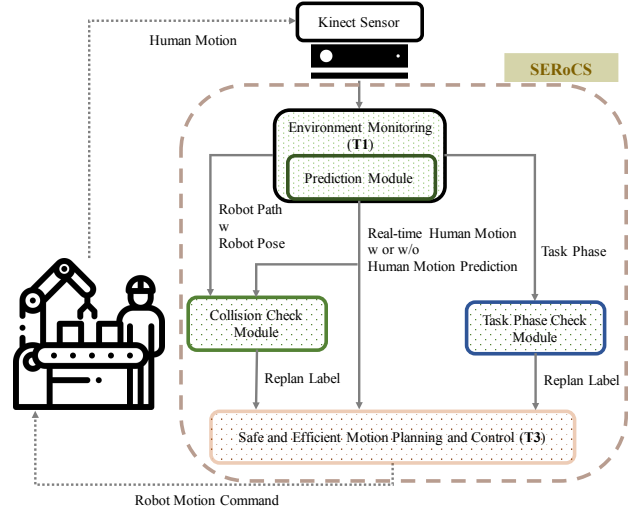 Kinect Sensor
Human Motion
SERoCS
Environment Monitoring
(T1)
Prediction Module
Robot Path
w
Robot Pose
Real-time Human Motion
w or w/o
Human Motion Prediction
Task Phase
Collision Check
Module
Task Phase Check
Module
Replan Label
Replan Label
Safe and Efficient Motion Planning and Control (T3)
Robot Motion Command